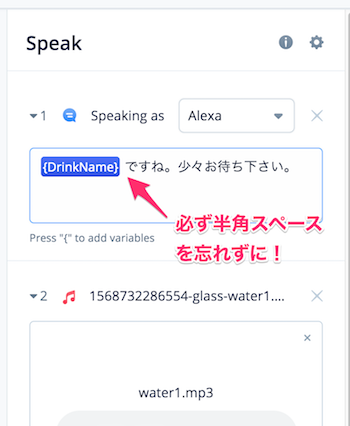 Speak
1 Speaking as Alexa
{DrinkName} ですね。少々お待ち下さい。
必ず半角スペース
を忘れずに！
Press "{" to add variables
2 1568732286554-glass-water1....
water1.mp3